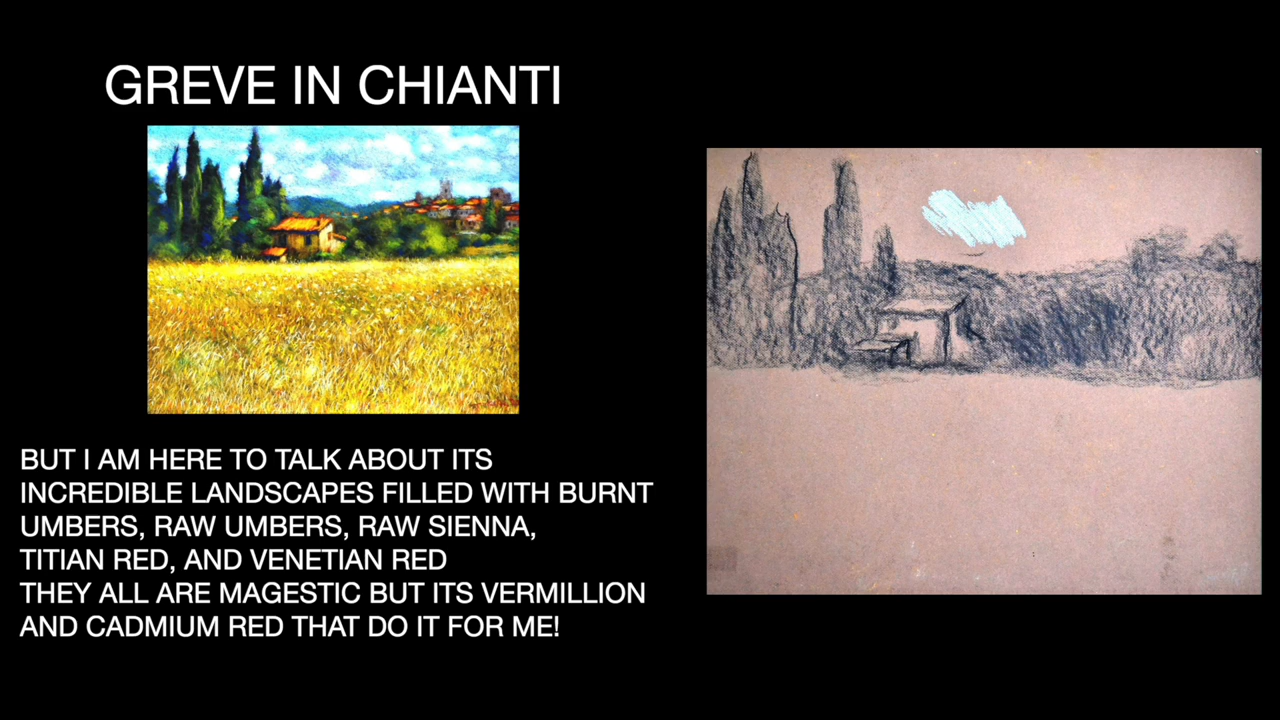 GREVE IN CHIANTI
BUT I AM HERE TO TALK ABOUT ITS
INCREDIBLE LANDSCAPES FILLED WITH BURNT
UMBERS, RAW UMBERS, RAW SIENNA,
TITIAN RED, AND VENETIAN RED
THEY ALL ARE MAGESTIC BUT ITS VERMILLION
AND CADMIUM RED THAT DO IT FOR ME!